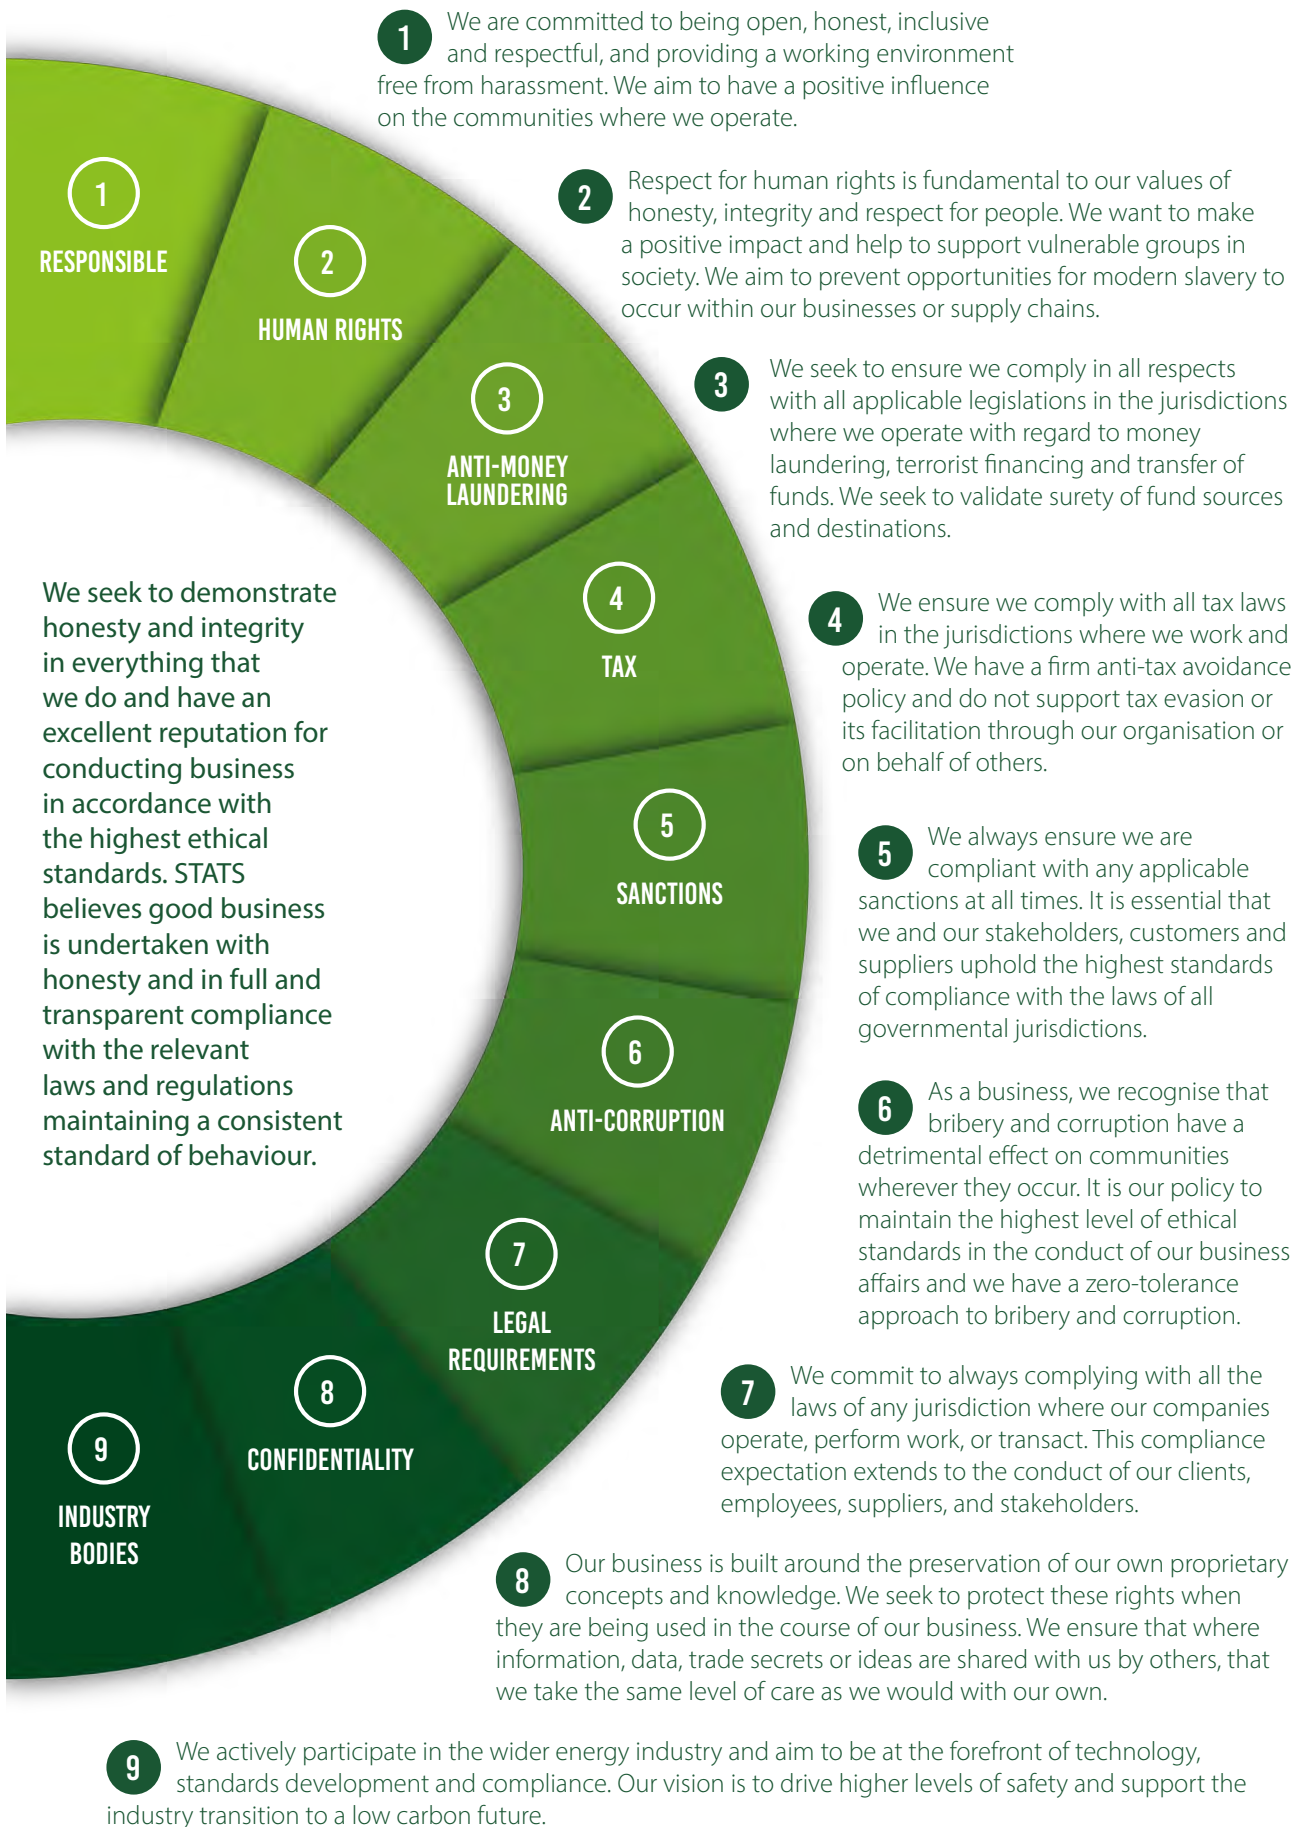 1
We are committed to being open, honest, inclusive
and respectful, and providing a working environment
free from harassment. We aim to have a positive influence
on the communities where we operate.
2
Respect for human rights is fundamental to our values of
honesty, integrity and respect for people. We want to make
a positive impact and help to support vulnerable groups in
society. We aim to prevent opportunities for modern slavery to
occur within our businesses or supply chains.
3
We seek to ensure we comply in all respects
with all applicable legislations in the jurisdictions
where we operate with regard to money
laundering, terrorist financing and transfer of
funds. We seek to validate surety of fund sources
and destinations.
4
We ensure we comply with all tax laws
in the jurisdictions where we work and
operate. We have a firm anti-tax avoidance
policy and do not support tax evasion or
its facilitation through our organisation or
on behalf of others.
5
We always ensure we are
compliant with any applicable
sanctions at all times. It is essential that
we and our stakeholders, customers and
suppliers uphold the highest standards
of compliance with the laws of all
governmental jurisdictions.
6
As a business, we recognise that
bribery and corruption have a
detrimental effect on communities
wherever they occur. It is our policy to
maintain the highest level of ethical
standards in the conduct of our business
affairs and we have a zero-tolerance
approach to bribery and corruption.
7
We commit to always complying with all the
laws of any jurisdiction where our companies
operate, perform work, or transact. This compliance
expectation extends to the conduct of our clients,
employees, suppliers, and stakeholders.
8
Our business is built around the preservation of our own proprietary
concepts and knowledge. We seek to protect these rights when
they are being used in the course of our business. We ensure that where
information, data, trade secrets or ideas are shared with us by others, that
we take the same level of care as we would with our own.
9
We actively participate in the wider energy industry and aim to be at the forefront of technology,
standards development and compliance. Our vision is to drive higher levels of safety and support the
industry transition to a low carbon future.
1
RESPONSIBLE
2
HUMAN RIGHTS
3
ANTI-MONEY
LAUNDERING
4
TAX
5
SANCTIONS
6
ANTI-CORRUPTION
7
LEGAL
REQUIREMENTS
8
CONFIDENTIALITY
9
INDUSTRY
BODIES
We seek to demonstrate
honesty and integrity
in everything that
we do and have an
excellent reputation for
conducting business
in accordance with
the highest ethical
standards. STATS
believes good business
is undertaken with
honesty and in full and
transparent compliance
with the relevant
laws and regulations
maintaining a consistent
standard of behaviour.